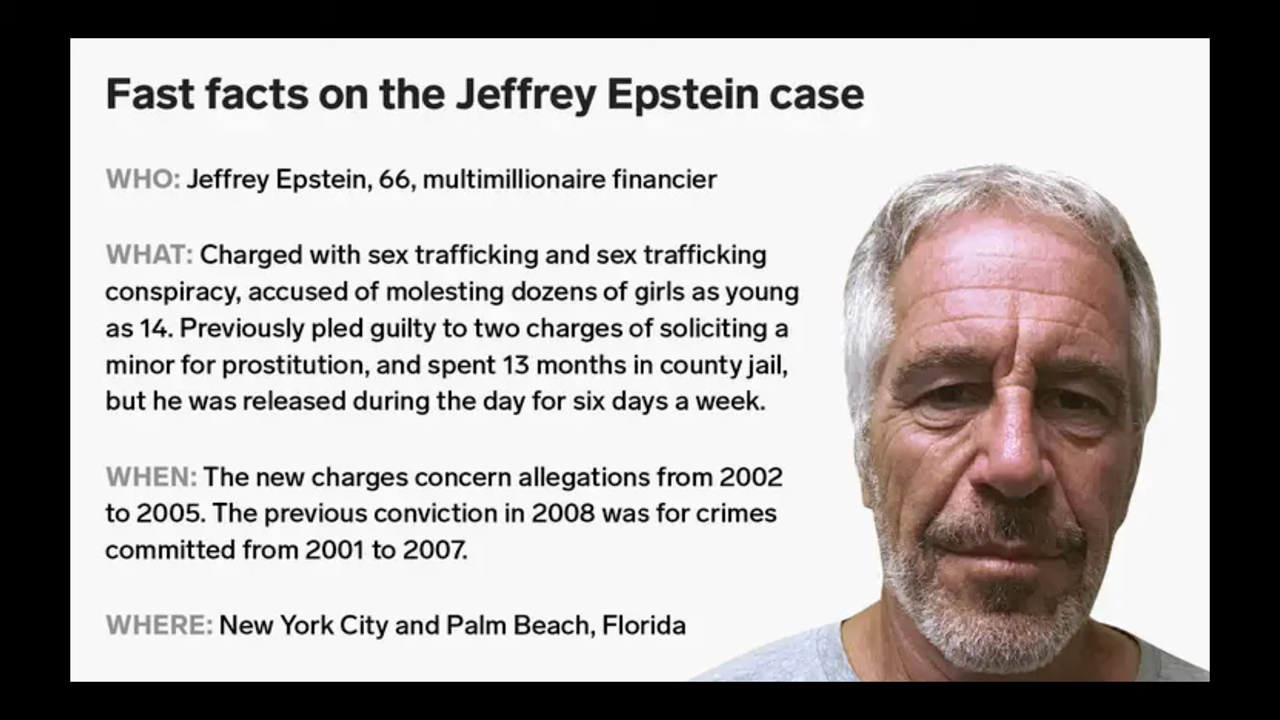 Fast facts on the Jeffrey Epstein case
WHO: Jeffrey Epstein, 66, multimillionaire financier
WHAT: Charged with sex trafficking and sex trafficking
conspiracy, accused of molesting dozens of girls as young
as 14. Previously pled guilty to two charges of soliciting a
minor for prostitution, and spent 13 months in county jail,
but he was released during the day for six days a week.
WHEN: The new charges concern allegations from 2002
to 2005. The previous conviction in 2008 was for crimes
committed from 2001 to 2007.
WHERE: New York City and Palm Beach, Florida